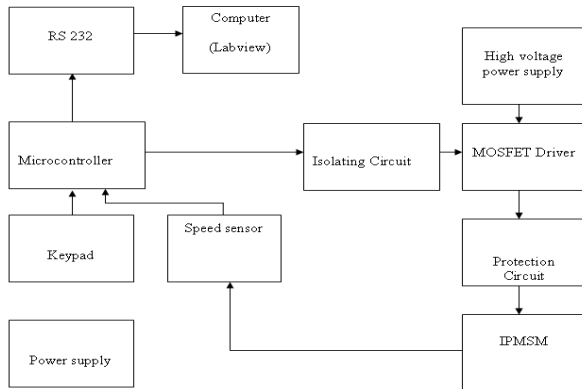 RS 232
Computer
(Labview)
High voltage
power supply
Microcontroller
Isolating Circuit
MOSFET Driver
Keypad
Speed sensor
Protection
Circuit
Power supply
IPMSM